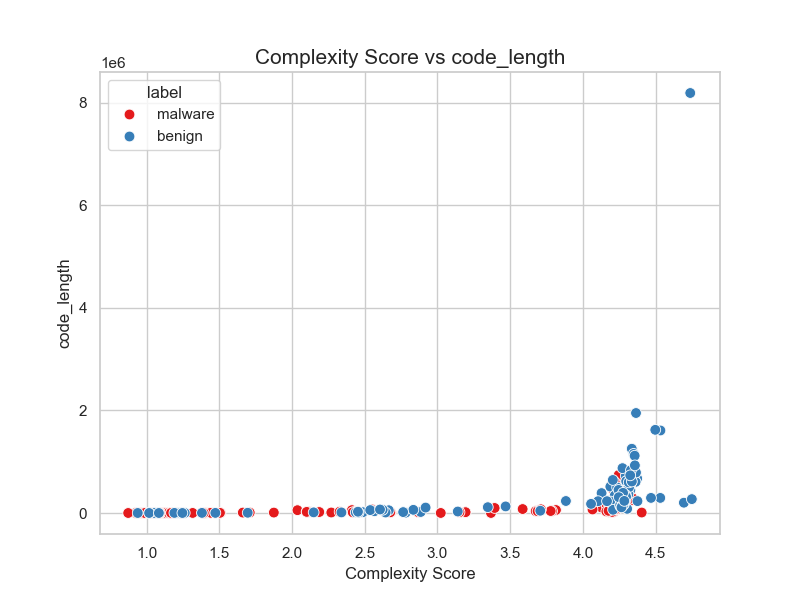 Complexity Score vs code_length
1e6
label
malware
benign
8
6
4
2
0
code_length
1.0 1.5 2.0 2.5 3.0 3.5 4.0 4.5
Complexity Score